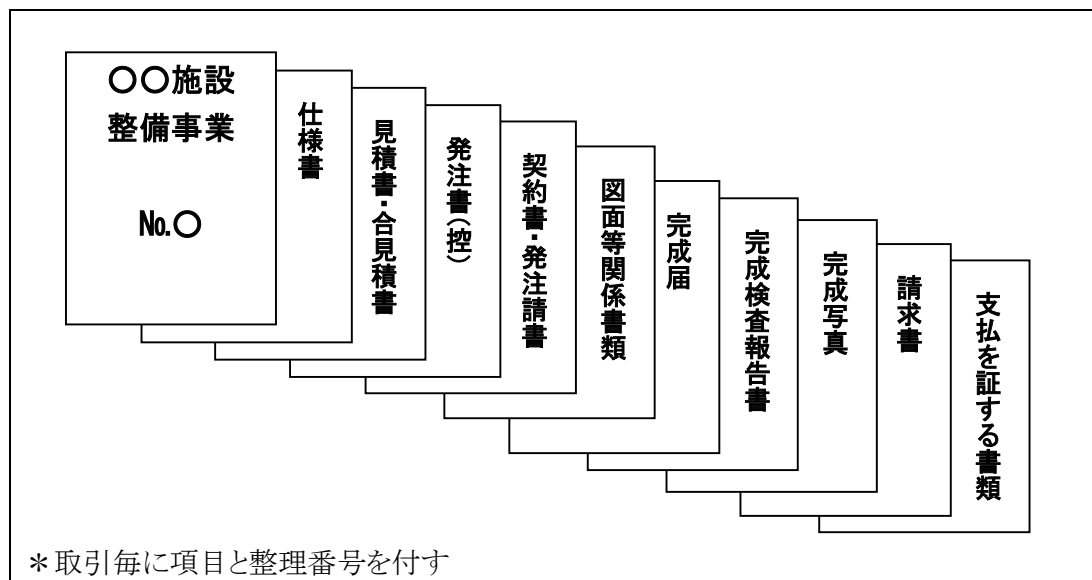 〇〇施設
整備事業
No.〇
仕様書
見積書・合見積書
発注書（控）
契約書・発注請書
図面等関係書類
完成届
完成検査報告書
完成写真
請求書
支払を証する書類
＊取引毎に項目と整理番号を付す